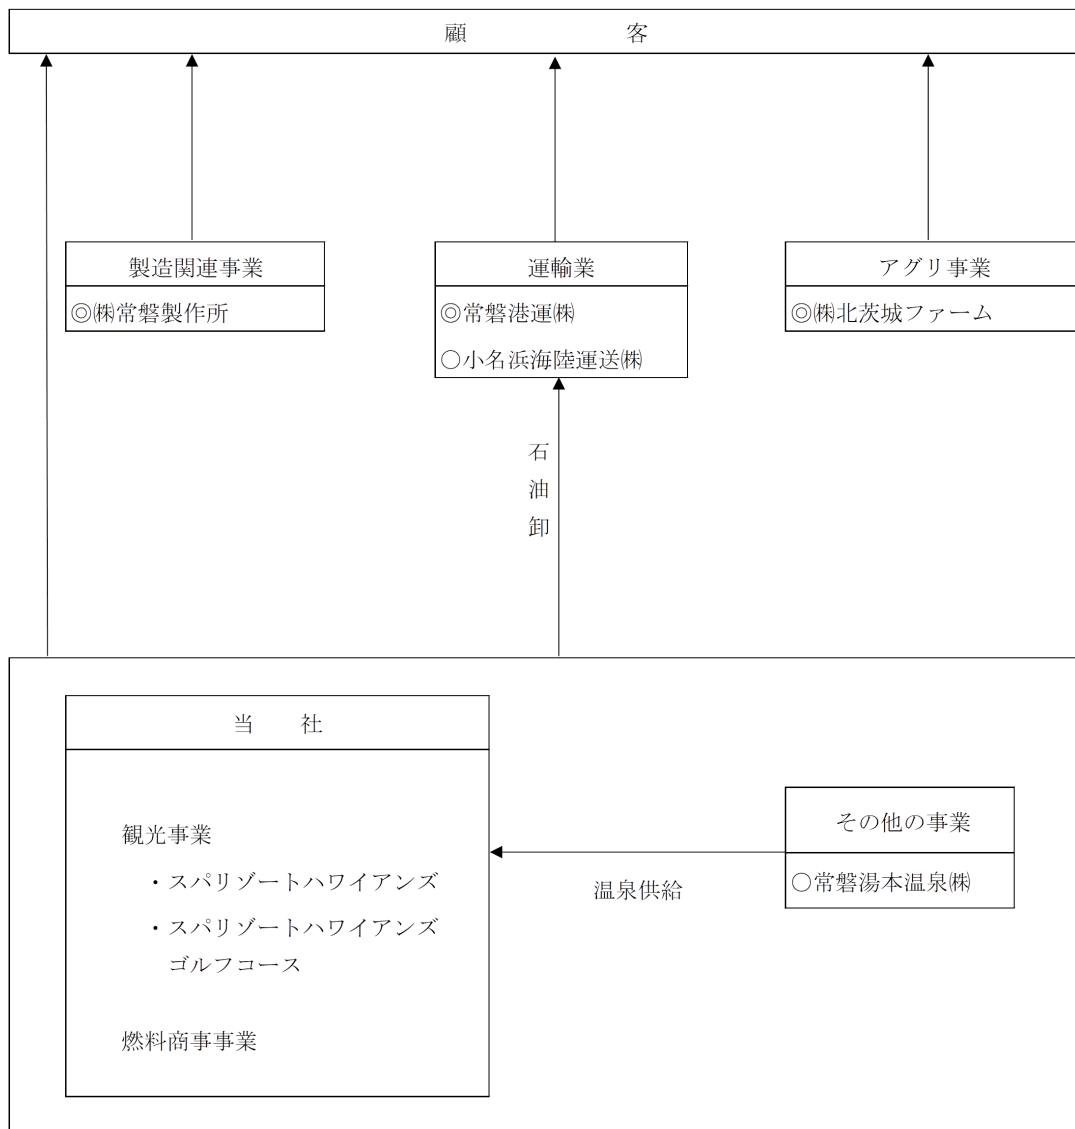 顧　客
製造関連事業
◎㈱常磐製作所
運輸業
◎常磐港運㈱
○小名浜海陸運送㈱
アグリ事業
◎㈱北茨城ファーム
石油卸
当　社
観光事業
・スパリゾートハワイアンズ
・スパリゾートハワイアンズ
ゴルフコース
燃料商事事業
その他の事業
○常磐湯本温泉㈱
温泉供給